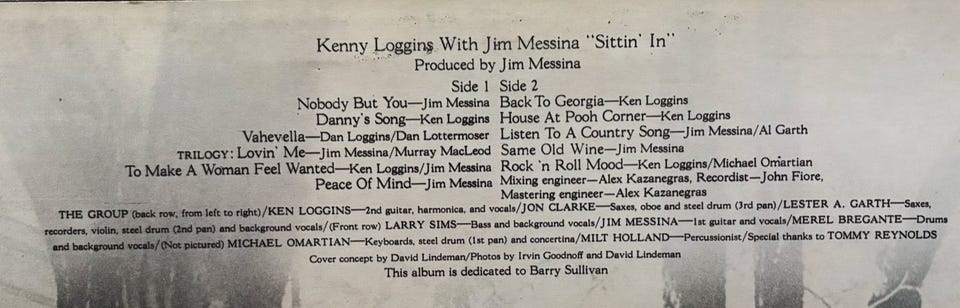 Kenny Loggins With Jim Messina "Sittin' In"
Produced by Jim Messina
Side 1 Side 2
Nobody But You—Jim Messina Back To Georgia—Ken Loggins
Danny's Song—Ken Loggins House At Pooh Corner—Ken Loggins
Vahevella—Dan Loggins/Dan Lottermoser Listen To A Country Song—Jim Messina/Al Garth
TRILOGY: Lovin' Me—Jim Messina/Murray MacLeod Same Old Wine—Jim Messina
To Make A Woman Feel Wanted—Ken Loggins/Jim Messina Rock 'n Roll Mood—Ken Loggins/Michael Omartian
Peace Of Mind—Jim Messina Mixing engineer—Alex Kazanegras, Recordist—John Fiore,
Mastering engineer—Alex Kazanegras
THE GROUP (back row, from left to right)/KEN LOGGINS—2nd guitar, harmonica, and vocals/JON CLARKE—Saxes, oboe and steel drum (3rd pan)/LESTER A. GARTH—Saxes,
recorders, violin, steel drum (2nd pan) and background vocals/(Front row) LARRY SIMS—Bass and background vocals/JIM MESSINA—1st guitar and vocals/MEREL BREGANTE—Drums
and background vocals/(Not pictured) MICHAEL OMARTIAN—Keyboards, steel drum (1st pan) and concertina/MILT HOLLAND—Percussionist/Special thanks to TOMMY REYNOLDS
Cover concept by David Lindeman/Photos by Irvin Goodnoff and David Lindeman
This album is dedicated to Barry Sullivan